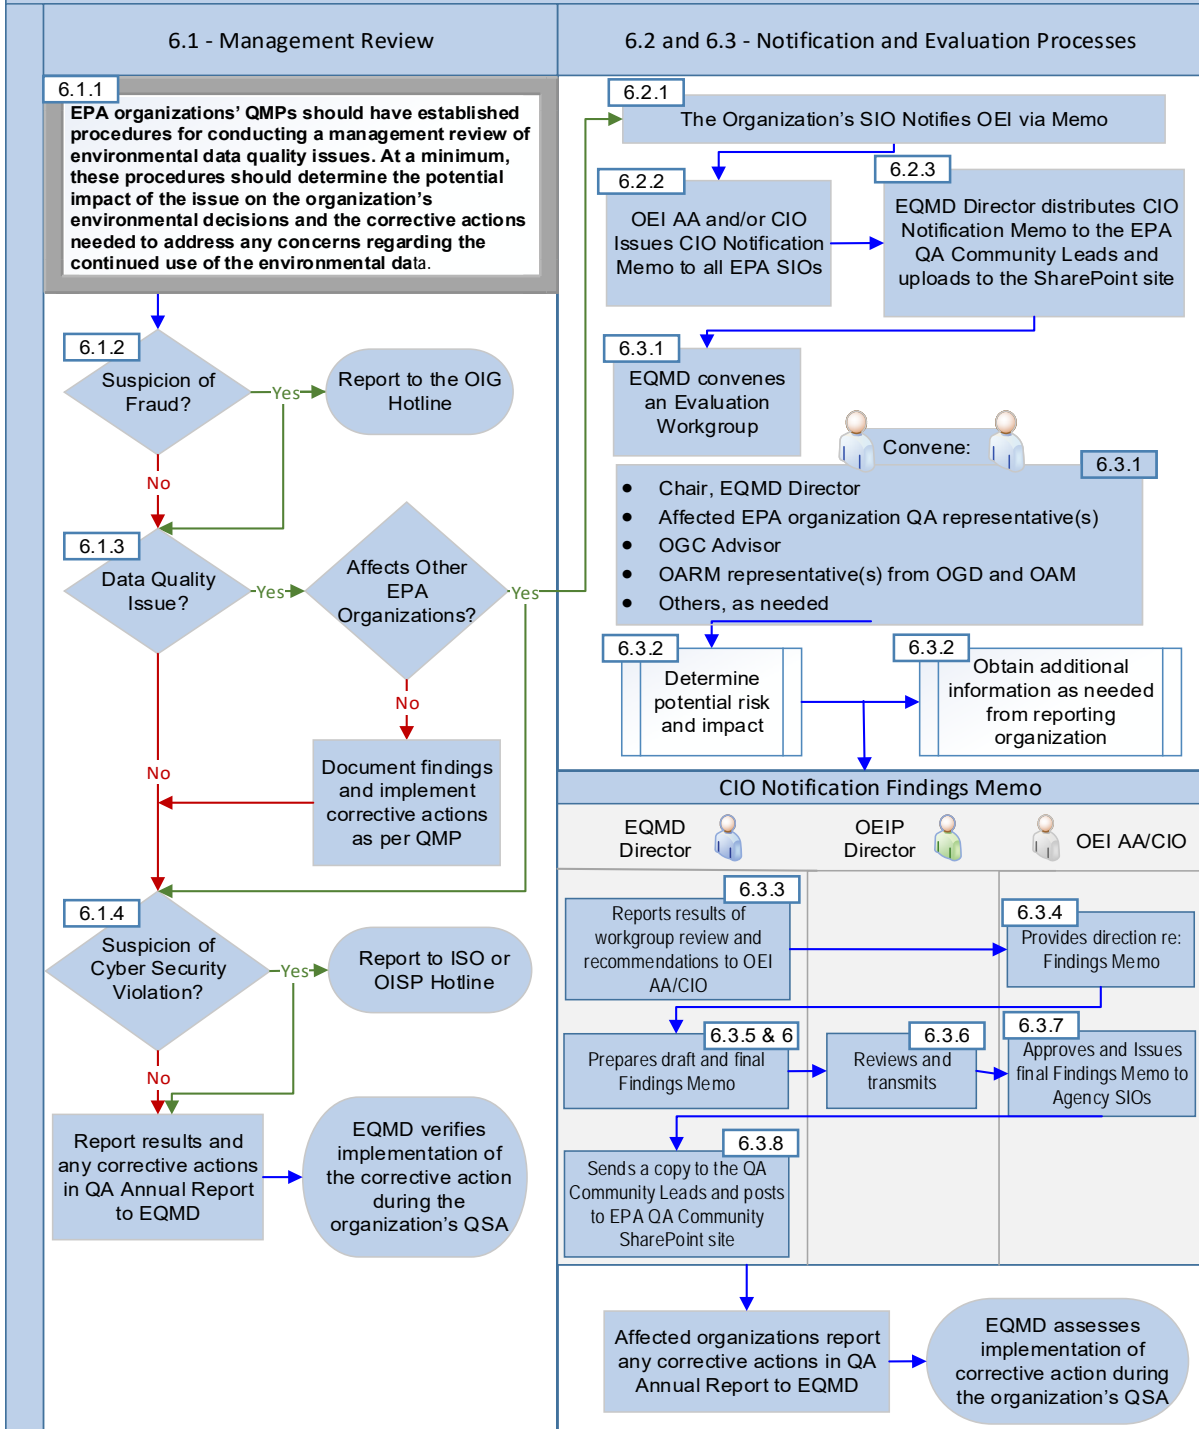 6.1 - Management Review
6.1.1
EPA organizations’ QMPs should have established
procedures for conducting a management review of
environmental data quality issues. At a minimum,
these procedures should determine the potential
impact of the issue on the organization’s
environmental decisions and the corrective actions
needed to address any concerns regarding the
continued use of the environmental data.
6.1.2
Suspicion of
Fraud?
Yes
Report to the OIG
Hotline
No
6.1.3
Data Quality
Issue?
Yes
Affects Other
EPA
Organizations?
Yes
No
No
Document findings
and implement
corrective actions
as per QMP
6.1.4
Suspicion of
Cyber Security
Violation?
Yes
Report to ISO or
OISP Hotline
No
Report results and
any corrective actions
in QA Annual Report
to EQMD
EQMD verifies
implementation of
the corrective action
during the
organization’s QSA
6.2 and 6.3 - Notification and Evaluation Processes
6.2.1
The Organization’s SIO Notifies OEI via Memo
6.2.2
OEI AA and/or CIO
Issues CIO Notification
Memo to all EPA SIOs
6.2.3
EQMD Director distributes CIO
Notification Memo to the EPA
QA Community Leads and
uploads to the SharePoint site
6.3.1
EQMD convenes
an Evaluation
Workgroup
Convene:
6.3.1
● Chair, EQMD Director
● Affected EPA organization QA representative(s)
● OGC Advisor
● OARM representative(s) from OGD and OAM
● Others, as needed
6.3.2
Determine
potential risk
and impact
6.3.2
Obtain additional
information as needed
from reporting
organization
CIO Notification Findings Memo
EQMD
Director
OEIP
Director
OEI AA/CIO
6.3.3
Reports results of
workgroup review and
recommendations to OEI
AA/CIO
6.3.4
Provides direction re:
Findings Memo
6.3.5 & 6
Prepares draft and final
Findings Memo
6.3.6
Reviews and
transmits
6.3.7
Approves and Issues
final Findings Memo to
Agency SIOs
6.3.8
Sends a copy to the QA
Community Leads and posts
to EPA QA Community
SharePoint site
Affected organizations report
any corrective actions in QA
Annual Report to EQMD
EQMD assesses
implementation of
corrective action during
the organization’s QSA